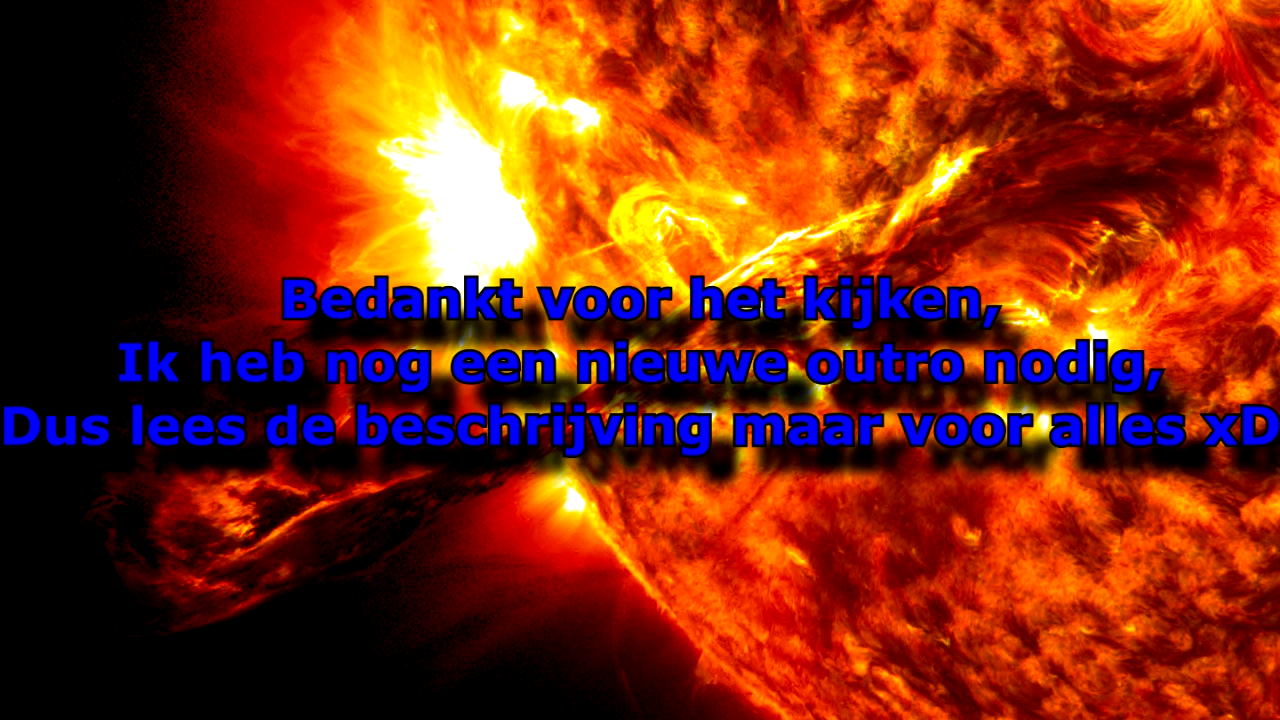 Bedankt voor het kijken,
Ik heb nog een nieuwe outro nodig,
Dus lees de beschrijving maar voor alles xD